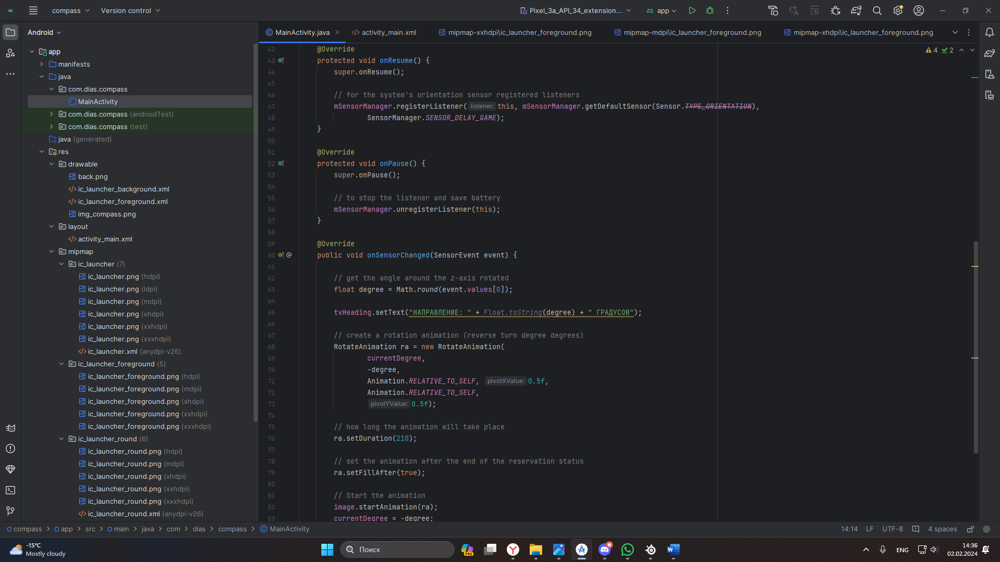 compass
Version control
Pixel_3a_API_34_extension...
app
Android
MainActivity.java
activity_main.xml
mipmap-xxhdpi\ic_launcher_foreground.png
mipmap-mdpi\ic_launcher_foreground.png
mipmap-xhdpi\ic_launcher_foreground.png
4 2
app
manifests
java
com.dias.compass
MainActivity
com.dias.compass (androidTest)
com.dias.compass (test)
java (generated)
res
drawable
back.png
ic_launcher_background.xml
ic_launcher_foreground.xml
img_compass.png
layout
activity_main.xml
mipmap
ic_launcher (7)
ic_launcher.png (hdpi)
ic_launcher.png (ldpi)
ic_launcher.png (mdpi)
ic_launcher.png (xhdpi)
ic_launcher.png (xxhdpi)
ic_launcher.png (xxxhdpi)
ic_launcher.xml (anydpi-v26)
ic_launcher_foreground (5)
ic_launcher_foreground.png (hdpi)
ic_launcher_foreground.png (mdpi)
ic_launcher_foreground.png (xhdpi)
ic_launcher_foreground.png (xxhdpi)
ic_launcher_foreground.png (xxxhdpi)
ic_launcher_round (6)
ic_launcher_round.png (hdpi)
ic_launcher_round.png (mdpi)
ic_launcher_round.png (xhdpi)
ic_launcher_round.png (xxhdpi)
ic_launcher_round.png (xxxhdpi)
ic_launcher_round.xml (anydpi-v26)
42 @Override
43 protected void onResume() {
44 super.onResume();
45
46 // for the system's orientation sensor registered listeners
47 mSensorManager.registerListener( listener: this, mSensorManager.getDefaultSensor(Sensor.TYPE_ORIENTATION),
48 SensorManager.SENSOR_DELAY_GAME);
49 }
50
51 @Override
52 protected void onPause() {
53 super.onPause();
54
55 // to stop the listener and save battery
56 mSensorManager.unregisterListener(this);
57 }
58
59 @Override
60 public void onSensorChanged(SensorEvent event) {
61
62 // get the angle around the z-axis rotated
63 float degree = Math.round(event.values[0]);
64
65 tvHeading.setText("НАПРАВЛЕНИЕ: " + Float.toString(degree) + " ГРАДУСОВ");
66
67 // create a rotation animation (reverse turn degree degrees)
68 RotateAnimation ra = new RotateAnimation(
69 currentDegree,
70 -degree,
71 Animation.RELATIVE_TO_SELF, pivotXValue: 0.5f,
72 Animation.RELATIVE_TO_SELF,
73 pivotYValue: 0.5f);
74
75 // how long the animation will take place
76 ra.setDuration(210);
77
78 // set the animation after the end of the reservation status
79 ra.setFillAfter(true);
80
81 // Start the animation
82 image.startAnimation(ra);
83 currentDegree = -degree;
compass > app > src > main > java > com > dias > compass > MainActivity
14:14 LF UTF-8 4 spaces
-15°C
Mostly cloudy
Поиск
PRE
ENG
14:36
02.02.2024